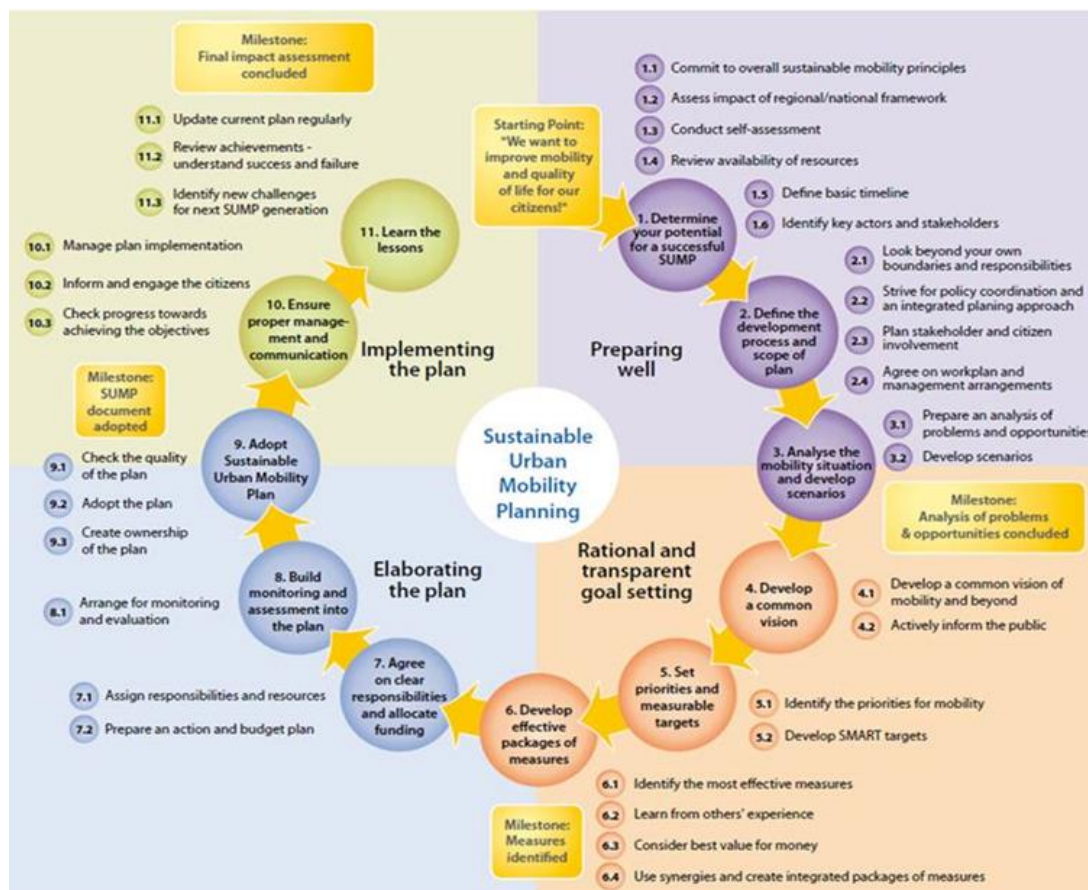 Milestone:
Final impact assessment
concluded
11.1 Update current plan regularly
11.2 Review achievements -
understand success and failure
11.3 Identify new challenges
for next SUMP generation
11. Learn the
lessons
10.1 Manage plan implementation
10.2 Inform and engage the citizens
10.3 Check progress towards
achieving the objectives
10. Ensure
proper manage-
ment and
communication
Implementing
the plan
Starting Point:
"We want to
improve mobility
and quality
of life for our
citizens!"
1.1 Commit to overall sustainable mobility principles
1.2 Assess impact of regional/national framework
1.3 Conduct self-assessment
1.4 Review availability of resources
1.5 Define basic timeline
1.6 Identify key actors and stakeholders
1. Determine
your potential
for a successful
SUMP
2.1 Look beyond your own
boundaries and responsibilities
2.2 Strive for policy coordination and
an integrated planing approach
2.3 Plan stakeholder and citizen
involvement
2.4 Agree on workplan and
management arrangements
2. Define the
development
process and
scope of
plan
Preparing
well
3.1 Prepare an analysis of
problems and opportunities
3.2 Develop scenarios
3. Analyse the
mobility situation
and develop
scenarios
Milestone:
Analysis of problems
& opportunities concluded
Sustainable
Urban
Mobility
Planning
Rational and
transparent
goal setting
4. Develop
a common
vision
4.1 Develop a common vision of
mobility and beyond
4.2 Actively inform the public
5. Set
priorities and
measurable
targets
5.1 Identify the priorities for mobility
5.2 Develop SMART targets
6. Develop
effective
packages of
measures
6.1 Identify the most effective measures
6.2 Learn from others' experience
6.3 Consider best value for money
6.4 Use synergies and create integrated packages of measures
Milestone:
Measures
identified
Elaborating
the plan
7. Agree
on clear
responsibilities
and allocate
funding
7.1 Assign responsibilities and resources
7.2 Prepare an action and budget plan
8. Build
monitoring and
assessment into
the plan
8.1 Arrange for monitoring
and evaluation
9. Adopt
Sustainable
Urban Mobility
Plan
9.1 Check the quality
of the plan
9.2 Adopt the plan
9.3 Create ownership
of the plan
Milestone:
SUMP
document
adopted